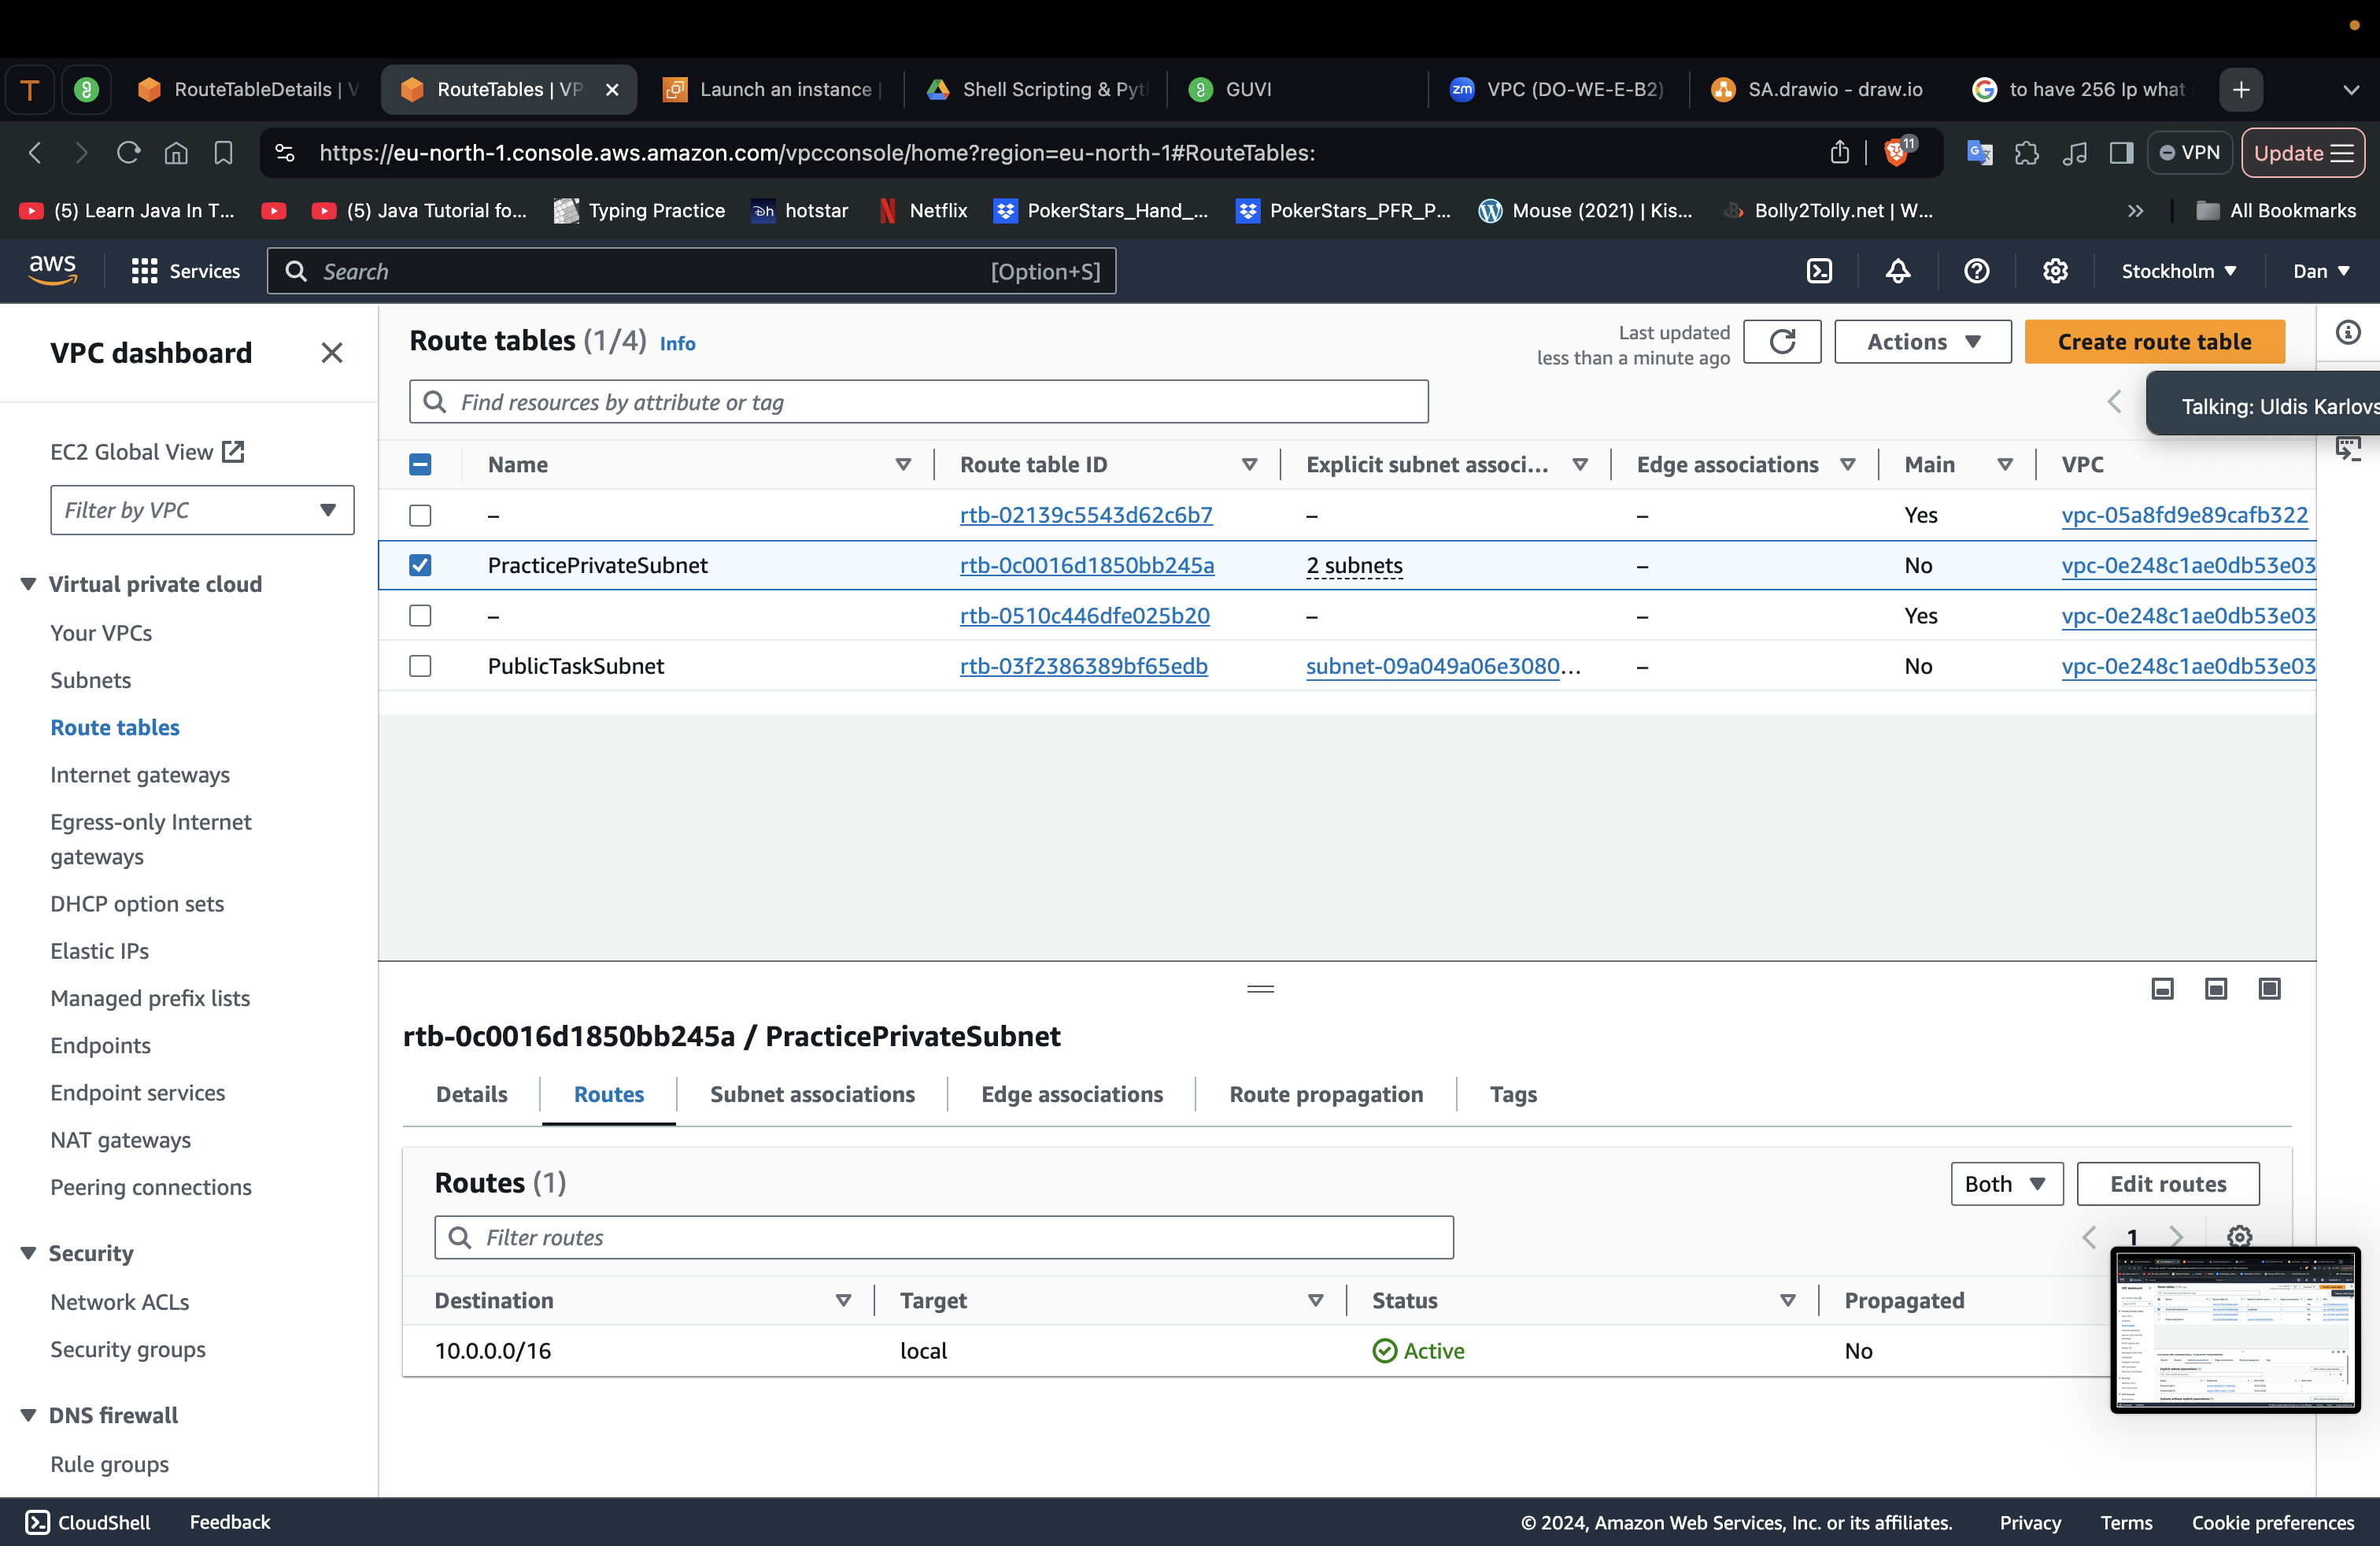 RouteTableDetails | V
RouteTables | VP
Launch an instance |
Shell Scripting & Pyt
GUVI
zm
VPC (DO-WE-E-B2)
SA.drawio - draw.io
to have 256 Ip what
https://eu-north-1.console.aws.amazon.com/vpcconsole/home?region=eu-north-1#RouteTables:
11
VPN
Update
(5) Learn Java In T...
(5) Java Tutorial fo...
Typing Practice
hotstar
Netflix
PokerStars_Hand_...
PokerStars_PFR_P...
Mouse (2021) | Kis...
Bolly2Tolly.net | W...
All Bookmarks
aws
Services
Search
[Option+S]
Stockholm
Dan
VPC dashboard
EC2 Global View
Filter by VPC
Virtual private cloud
Your VPCs
Subnets
Route tables
Internet gateways
Egress-only Internet
gateways
DHCP option sets
Elastic IPs
Managed prefix lists
Endpoints
Endpoint services
NAT gateways
Peering connections
Security
Network ACLs
Security groups
DNS firewall
Rule groups
Route tables (1/4) Info
Last updated
less than a minute ago
Actions
Create route table
Find resources by attribute or tag
Talking: Uldis Karlovs
Name Route table ID Explicit subnet associ... Edge associations Main VPC
– rtb-02139c5543d62c6b7 – – Yes vpc-05a8fd9e89cafb322
PracticePrivateSubnet rtb-0c0016d1850bb245a 2 subnets – No vpc-0e248c1ae0db53e03
– rtb-0510c446dfe025b20 – – Yes vpc-0e248c1ae0db53e03
PublicTaskSubnet rtb-03f2386389bf65edb subnet-09a049a06e3080... – No vpc-0e248c1ae0db53e03
rtb-0c0016d1850bb245a / PracticePrivateSubnet
Details Routes Subnet associations Edge associations Route propagation Tags
Routes (1)
Both
Edit routes
Filter routes
1
Destination Target Status Propagated
10.0.0.0/16 local Active No
CloudShell
Feedback
© 2024, Amazon Web Services, Inc. or its affiliates.
Privacy
Terms
Cookie preferences